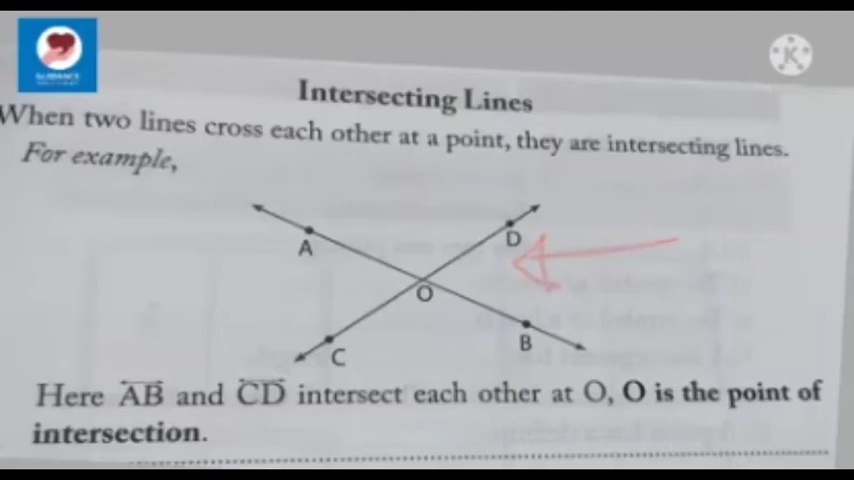 GUIDANCE
K
Intersecting Lines
When two lines cross each other at a point, they are intersecting lines.
For example,
A
D
O
C
B
Here AB and CD intersect each other at O, O is the point of
intersection.